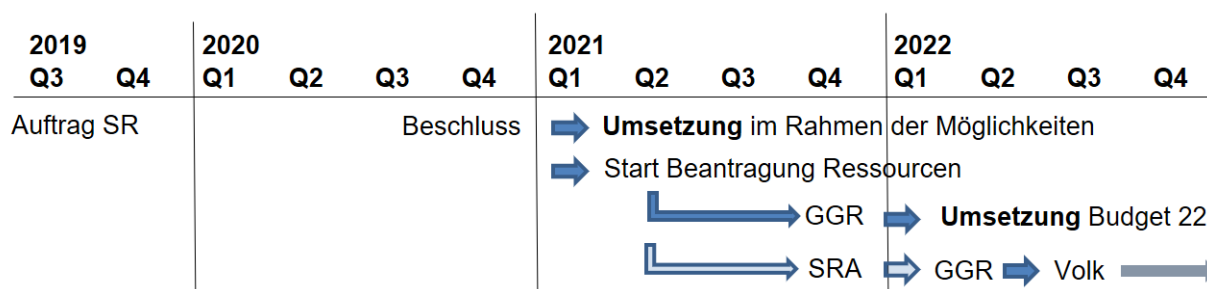 2019 2020 2021 2022
Q3 Q4 Q1 Q2 Q3 Q4 Q1 Q2 Q3 Q4 Q1 Q2 Q3 Q4
Auftrag SR Beschluss Umsetzung im Rahmen der Möglichkeiten
Start Beantragung Ressourcen
GGR Umsetzung Budget 22
SRA GGR Volk